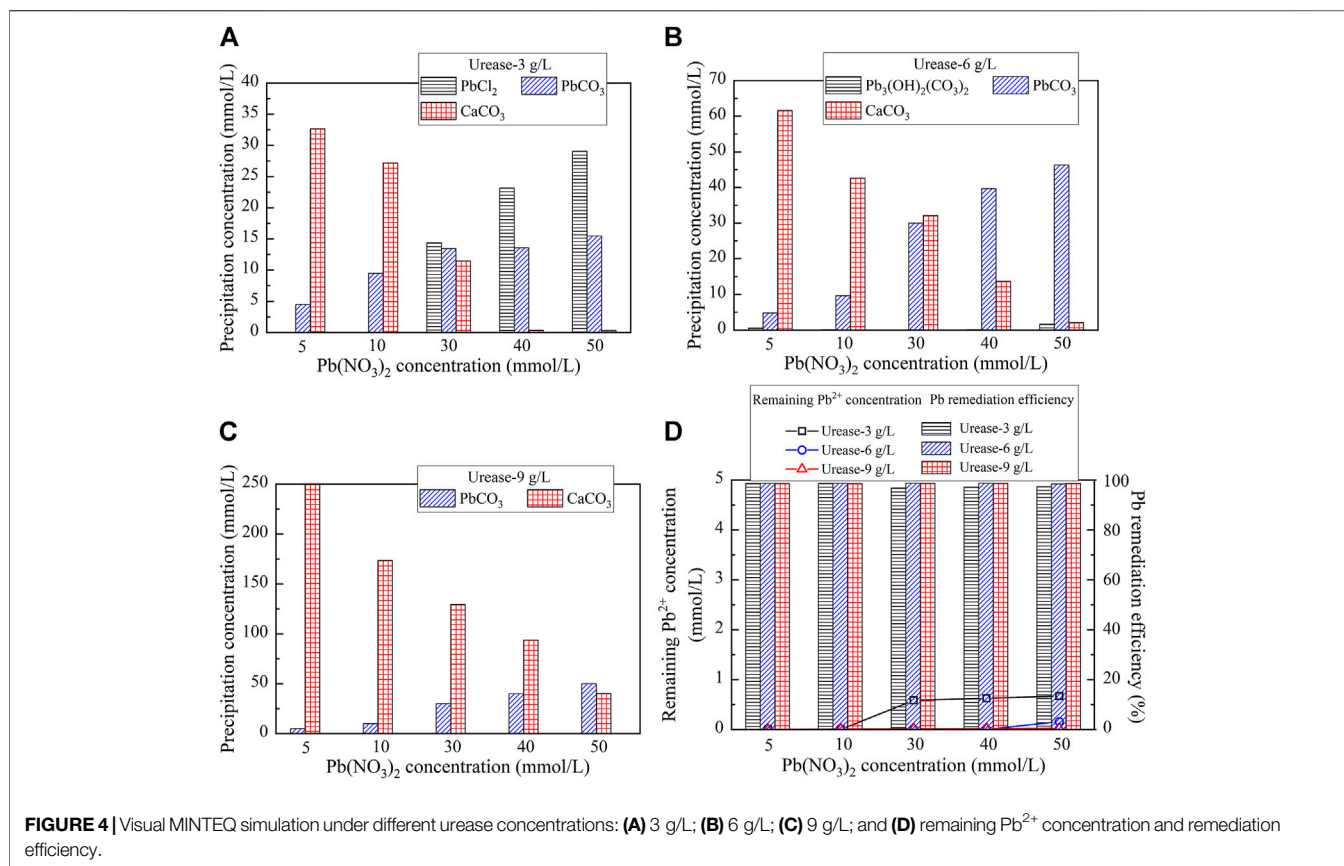 A
Urease-3 g/L
PbCl₂ PbCO₃
CaCO₃
40
35
30
25
20
15
10
5
0
Precipitation concentration (mmol/L)
5 10 30 40 50
Pb(NO₃)₂ concentration (mmol/L)
B
Urease-6 g/L
Pb₃(OH)₂(CO₃)₂ PbCO₃
CaCO₃
70
60
50
40
30
20
10
0
Precipitation concentration (mmol/L)
5 10 30 40 50
Pb(NO₃)₂ concentration (mmol/L)
C
Urease-9 g/L
PbCO₃ CaCO₃
250
200
150
100
50
0
Precipitation concentration (mmol/L)
5 10 30 40 50
Pb(NO₃)₂ concentration (mmol/L)
D
Remaining Pb²⁺ concentration Pb remediation efficiency
Urease-3 g/L Urease-3 g/L
Urease-6 g/L Urease-6 g/L
Urease-9 g/L Urease-9 g/L
5
4
3
2
1
0
Remaining Pb²⁺ concentration
(mmol/L)
100
80
60
40
20
0
Pb remediation efficiency (%)
5 10 30 40 50
Pb(NO₃)₂ concentration (mmol/L)
FIGURE 4 | Visual MINTEQ simulation under different urease concentrations: (A) 3 g/L; (B) 6 g/L; (C) 9 g/L; and (D) remaining Pb²⁺ concentration and remediation
efficiency.